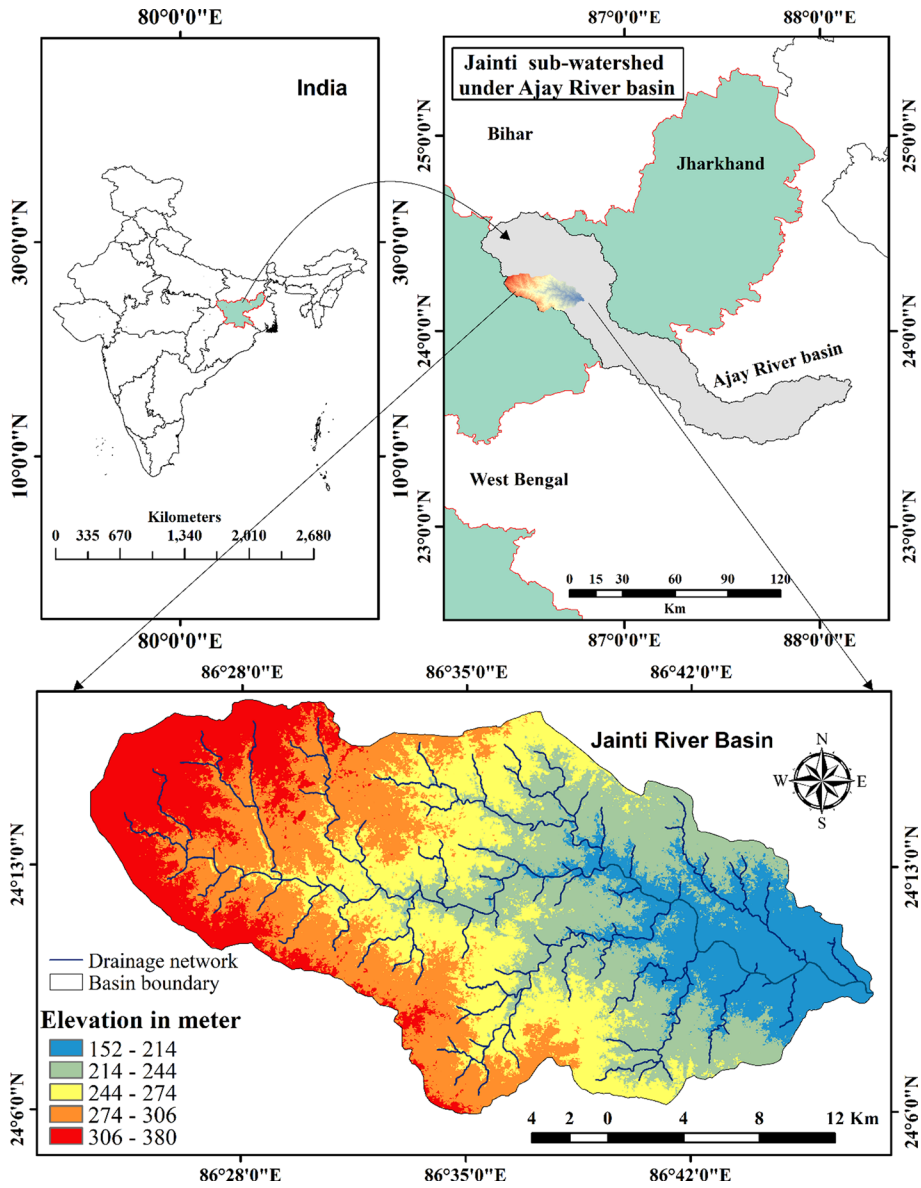 80°0'0"E
India
30°0'0"N
30°0'0"N
10°0'0"N
10°0'0"N
Kilometers
0 335 670 1,340 2,010 2,680
80°0'0"E
87°0'0"E 88°0'0"E
Jainti sub-watershed
under Ajay River basin
Bihar
Jharkhand
25°0'0"N
25°0'0"N
24°0'0"N
24°0'0"N
Ajay River basin
West Bengal
23°0'0"N
23°0'0"N
0 15 30 60 90 120
Km
87°0'0"E 88°0'0"E
86°28'0"E 86°35'0"E 86°42'0"E
Jainti River Basin
N
W E
S
24°13'0"N
24°13'0"N
Drainage network
Basin boundary
Elevation in meter
152 - 214
214 - 244
244 - 274
274 - 306
306 - 380
24°6'0"N
24°6'0"N
4 2 0 4 8 12 Km
86°28'0"E 86°35'0"E 86°42'0"E